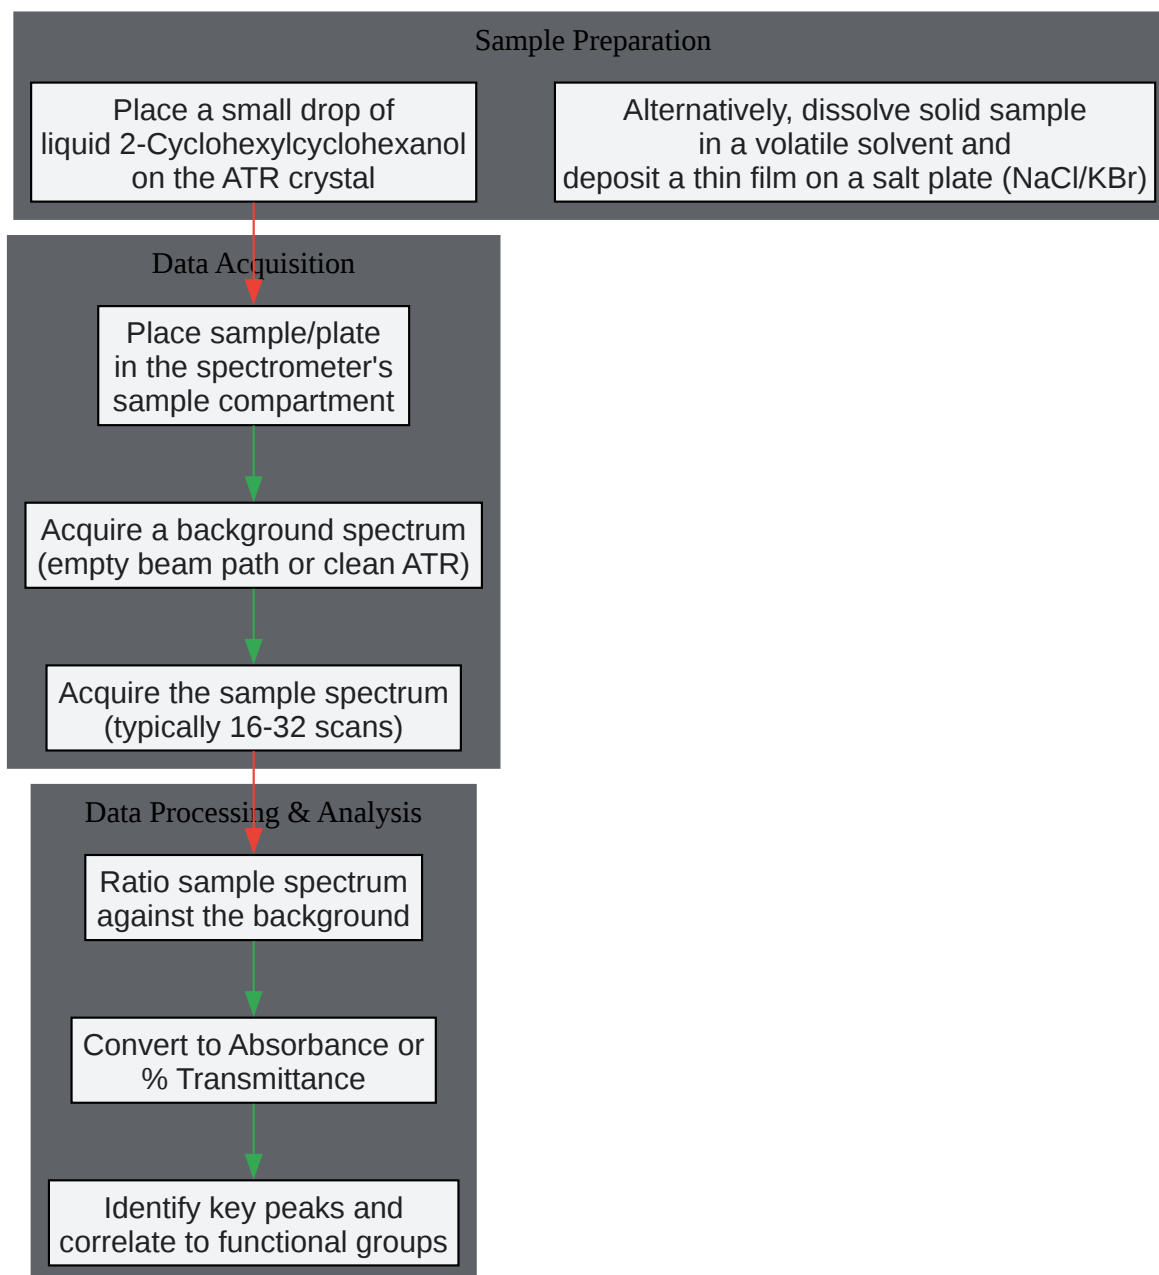 Sample Preparation
Place a small drop of
liquid 2-Cyclohexylcyclohexanol
on the ATR crystal
Alternatively, dissolve solid sample
in a volatile solvent and
deposit a thin film on a salt plate (NaCl/KBr)
Data Acquisition
Place sample/plate
in the spectrometer's
sample compartment
Acquire a background spectrum
(empty beam path or clean ATR)
Acquire the sample spectrum
(typically 16-32 scans)
Data Processing & Analysis
Ratio sample spectrum
against the background
Convert to Absorbance or
% Transmittance
Identify key peaks and
correlate to functional groups